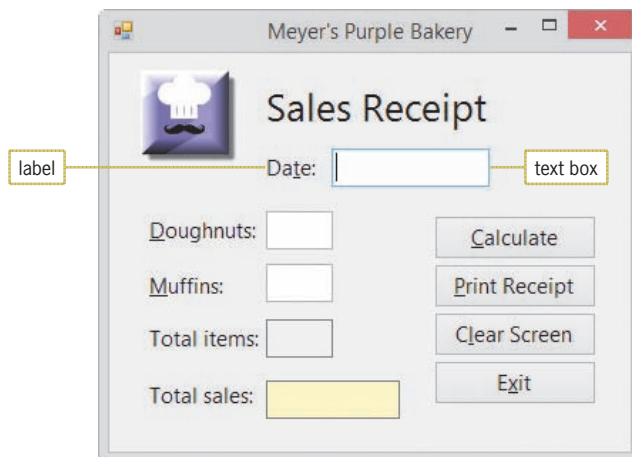 Meyer's Purple Bakery
Sales Receipt
label
Date:
text box
Doughnuts:
Calculate
Muffins:
Print Receipt
Total items:
Clear Screen
Total sales:
Exit